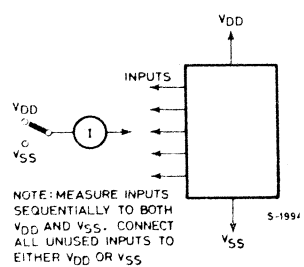 VDD
INPUTS
VDD
I
VSS
NOTE: MEASURE INPUTS
SEQUENTIALLY TO BOTH
VDD AND VSS. CONNECT
ALL UNUSED INPUTS TO
EITHER VDD OR VSS
S-1994
VSS